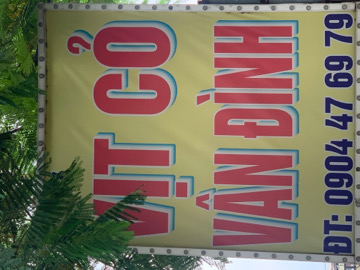 VỊT CỎ
VÂN ĐÌNH
ĐT: 0904 47 69 79